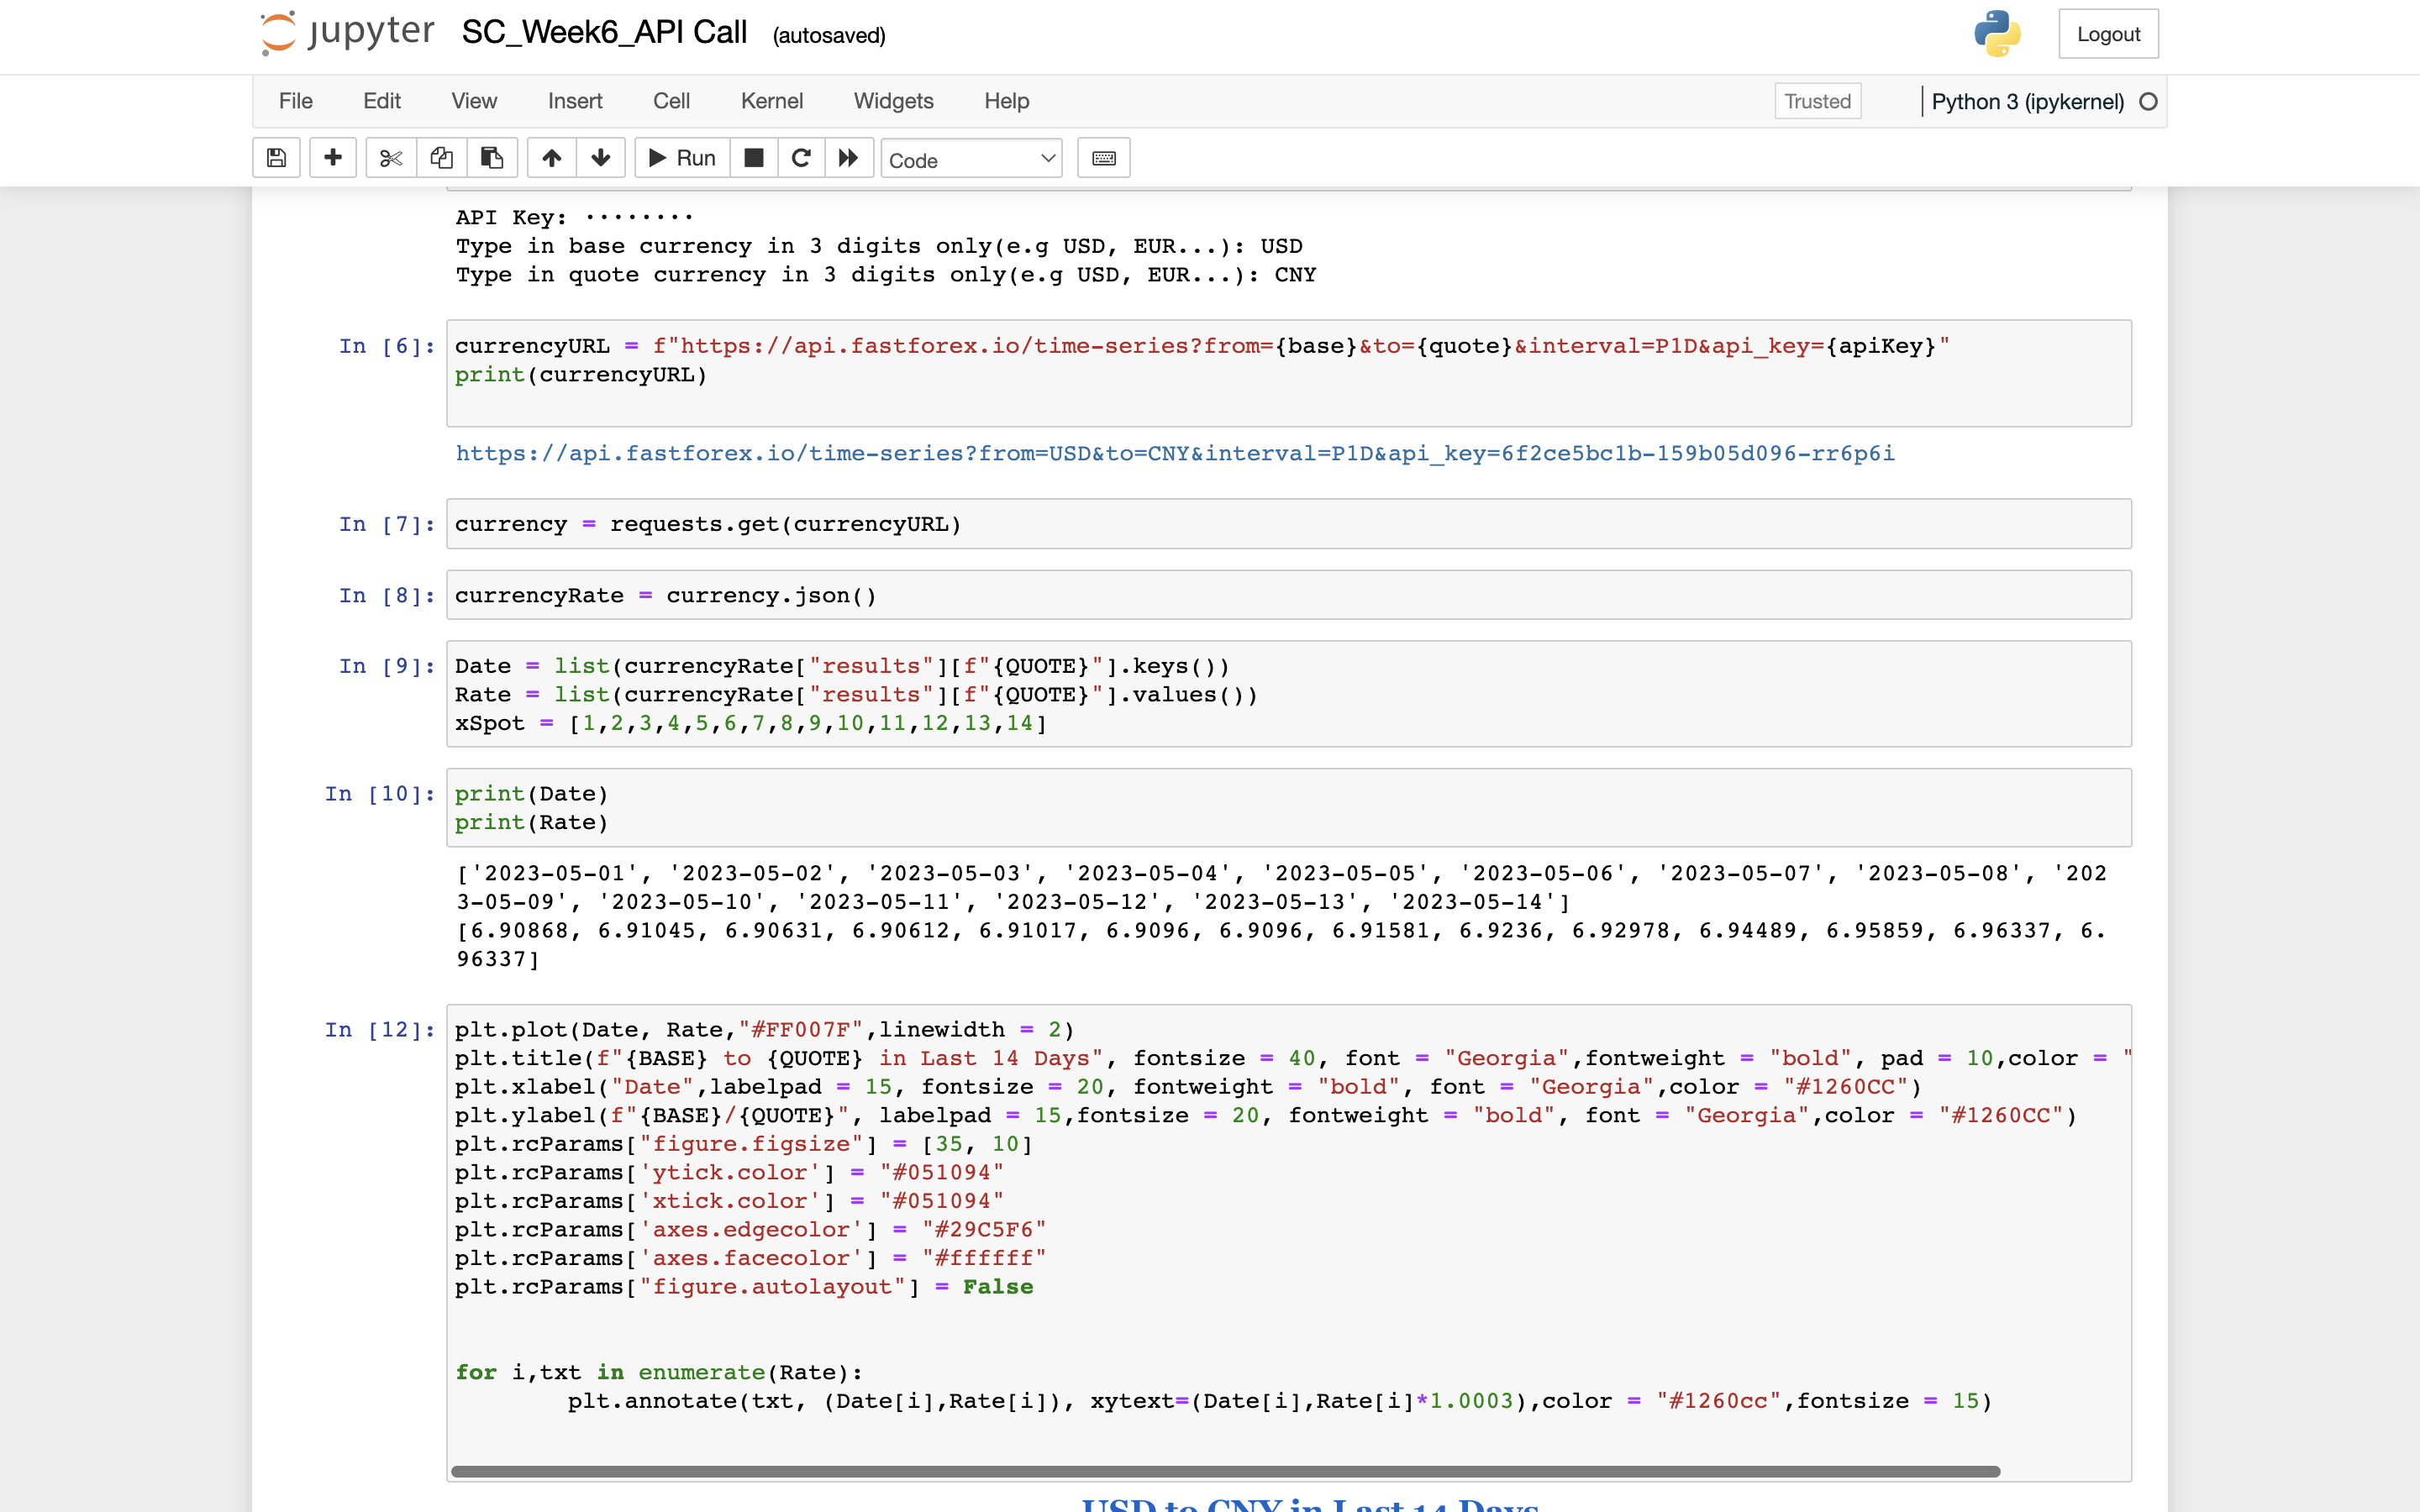 jupyter SC_Week6_API Call (autosaved)
Logout
File Edit View Insert Cell Kernel Widgets Help
Trusted
Python 3 (ipykernel)
Run
Code
API Key: ········
Type in base currency in 3 digits only(e.g USD, EUR...): USD
Type in quote currency in 3 digits only(e.g USD, EUR...): CNY
In [6]:
currencyURL = f"https://api.fastforex.io/time-series?from={base}&to={quote}&interval=P1D&api_key={apiKey}"
print(currencyURL)
https://api.fastforex.io/time-series?from=USD&to=CNY&interval=P1D&api_key=6f2ce5bc1b-159b05d096-rr6p6i
In [7]:
currency = requests.get(currencyURL)
In [8]:
currencyRate = currency.json()
In [9]:
Date = list(currencyRate["results"][f"{QUOTE}"].keys())
Rate = list(currencyRate["results"][f"{QUOTE}"].values())
xSpot = [1,2,3,4,5,6,7,8,9,10,11,12,13,14]
In [10]:
print(Date)
print(Rate)
['2023-05-01', '2023-05-02', '2023-05-03', '2023-05-04', '2023-05-05', '2023-05-06', '2023-05-07', '2023-05-08', '202
3-05-09', '2023-05-10', '2023-05-11', '2023-05-12', '2023-05-13', '2023-05-14']
[6.90868, 6.91045, 6.90631, 6.90612, 6.91017, 6.9096, 6.9096, 6.91581, 6.9236, 6.92978, 6.94489, 6.95859, 6.96337, 6.
96337]
In [12]:
plt.plot(Date, Rate,"#FF007F",linewidth = 2)
plt.title(f"{BASE} to {QUOTE} in Last 14 Days", fontsize = 40, font = "Georgia",fontweight = "bold", pad = 10,color = "
plt.xlabel("Date",labelpad = 15, fontsize = 20, fontweight = "bold", font = "Georgia",color = "#1260CC")
plt.ylabel(f"{BASE}/{QUOTE}", labelpad = 15,fontsize = 20, fontweight = "bold", font = "Georgia",color = "#1260CC")
plt.rcParams["figure.figsize"] = [35, 10]
plt.rcParams['ytick.color'] = "#051094"
plt.rcParams['xtick.color'] = "#051094"
plt.rcParams['axes.edgecolor'] = "#29C5F6"
plt.rcParams['axes.facecolor'] = "#ffffff"
plt.rcParams["figure.autolayout"] = False
for i,txt in enumerate(Rate):
        plt.annotate(txt, (Date[i],Rate[i]), xytext=(Date[i],Rate[i]*1.0003),color = "#1260cc",fontsize = 15)
USD to CNY in Last 14 Days